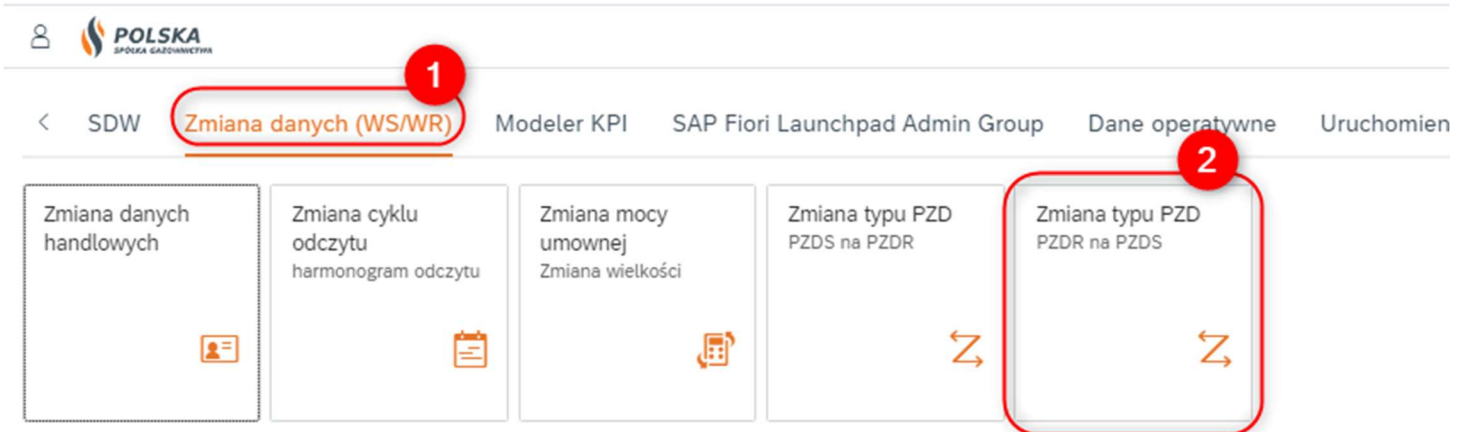 POLSKA
SPÓŁKA GAZOWNICTWA
1
SDW Zmiana danych (WS/WR) Modeler KPI SAP Fiori Launchpad Admin Group Dane operatywne Uruchomien
2
Zmiana danych
handlowych
Zmiana cyklu
odczytu
harmonogram odczytu
Zmiana mocy
umownej
Zmiana wielkości
Zmiana typu PZD
PZDS na PZDR
Zmiana typu PZD
PZDR na PZDS